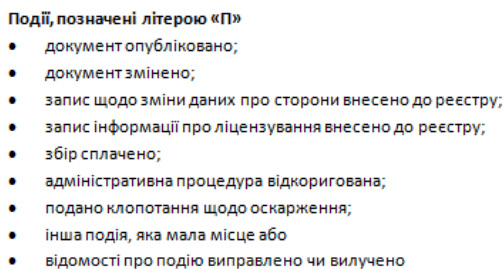 Події, позначені літерою «П»
• документ опубліковано;
• документ змінено;
• запис щодо зміни даних про сторони внесено до реєстру;
• запис інформації про ліцензування внесено до реєстру;
• збір сплачено;
• адміністративна процедура відкоригована;
• подано клопотання щодо оскарження;
• інша подія, яка мала місце або
• відомості про подію виправлено чи вилучено